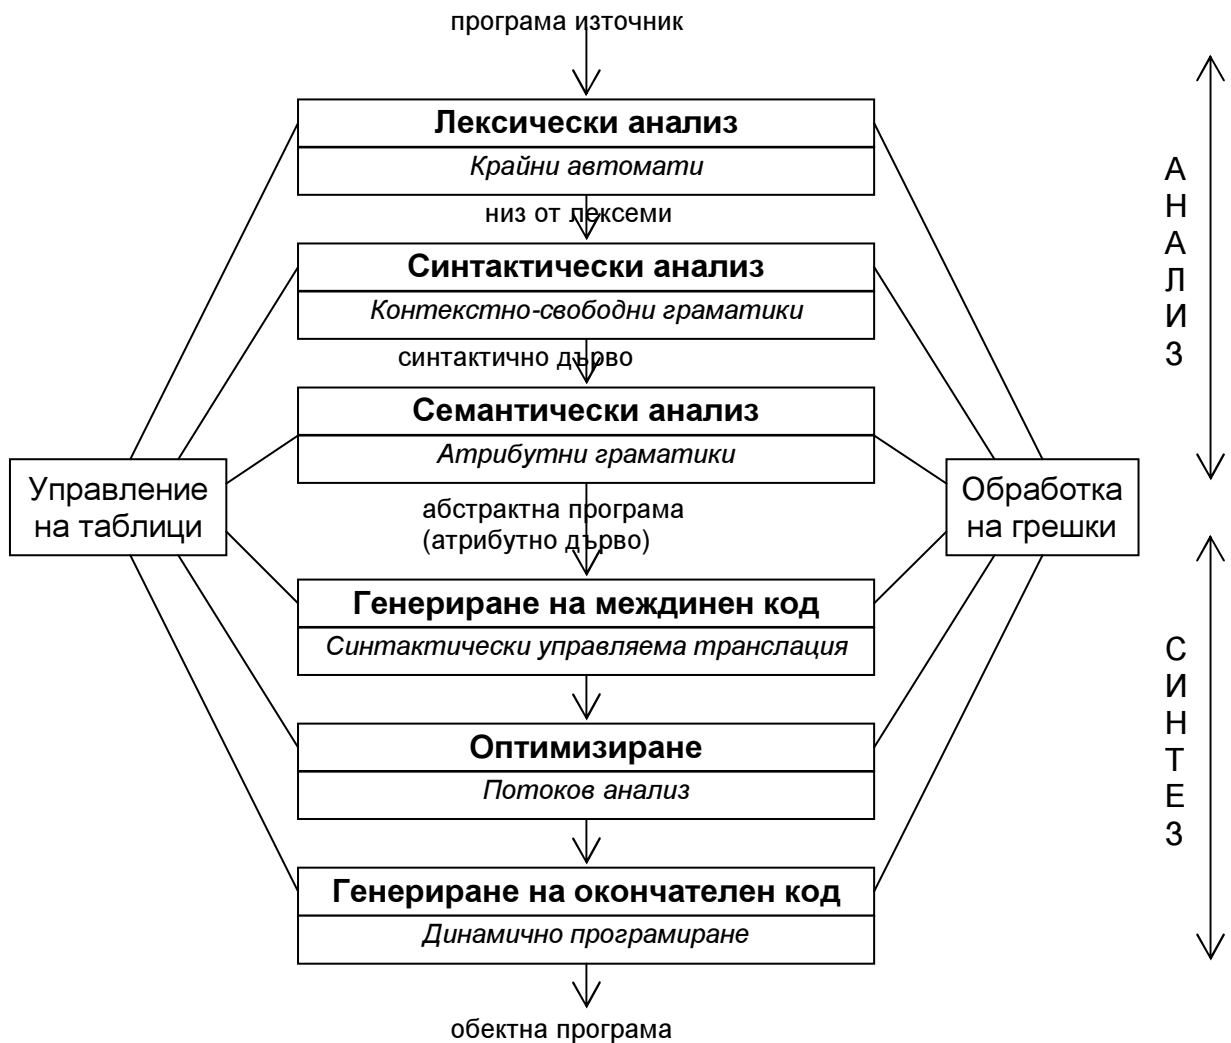 програма източник
Лексически анализ
Крайни автомати
низ от лексеми
Синтактически анализ
Контекстно-свободни граматики
синтактично дърво
Семантически анализ
Атрибутни граматики
Управление
на таблици
абстрактна програма
(атрибутно дърво)
Обработка
на грешки
Генериране на междинен код
Синтактически управляема транслация
Оптимизиране
Потоков анализ
Генериране на окончателен код
Динамично програмиране
обектна програма
А
Н
А
Л
И
З
С
И
Н
Т
Е
З